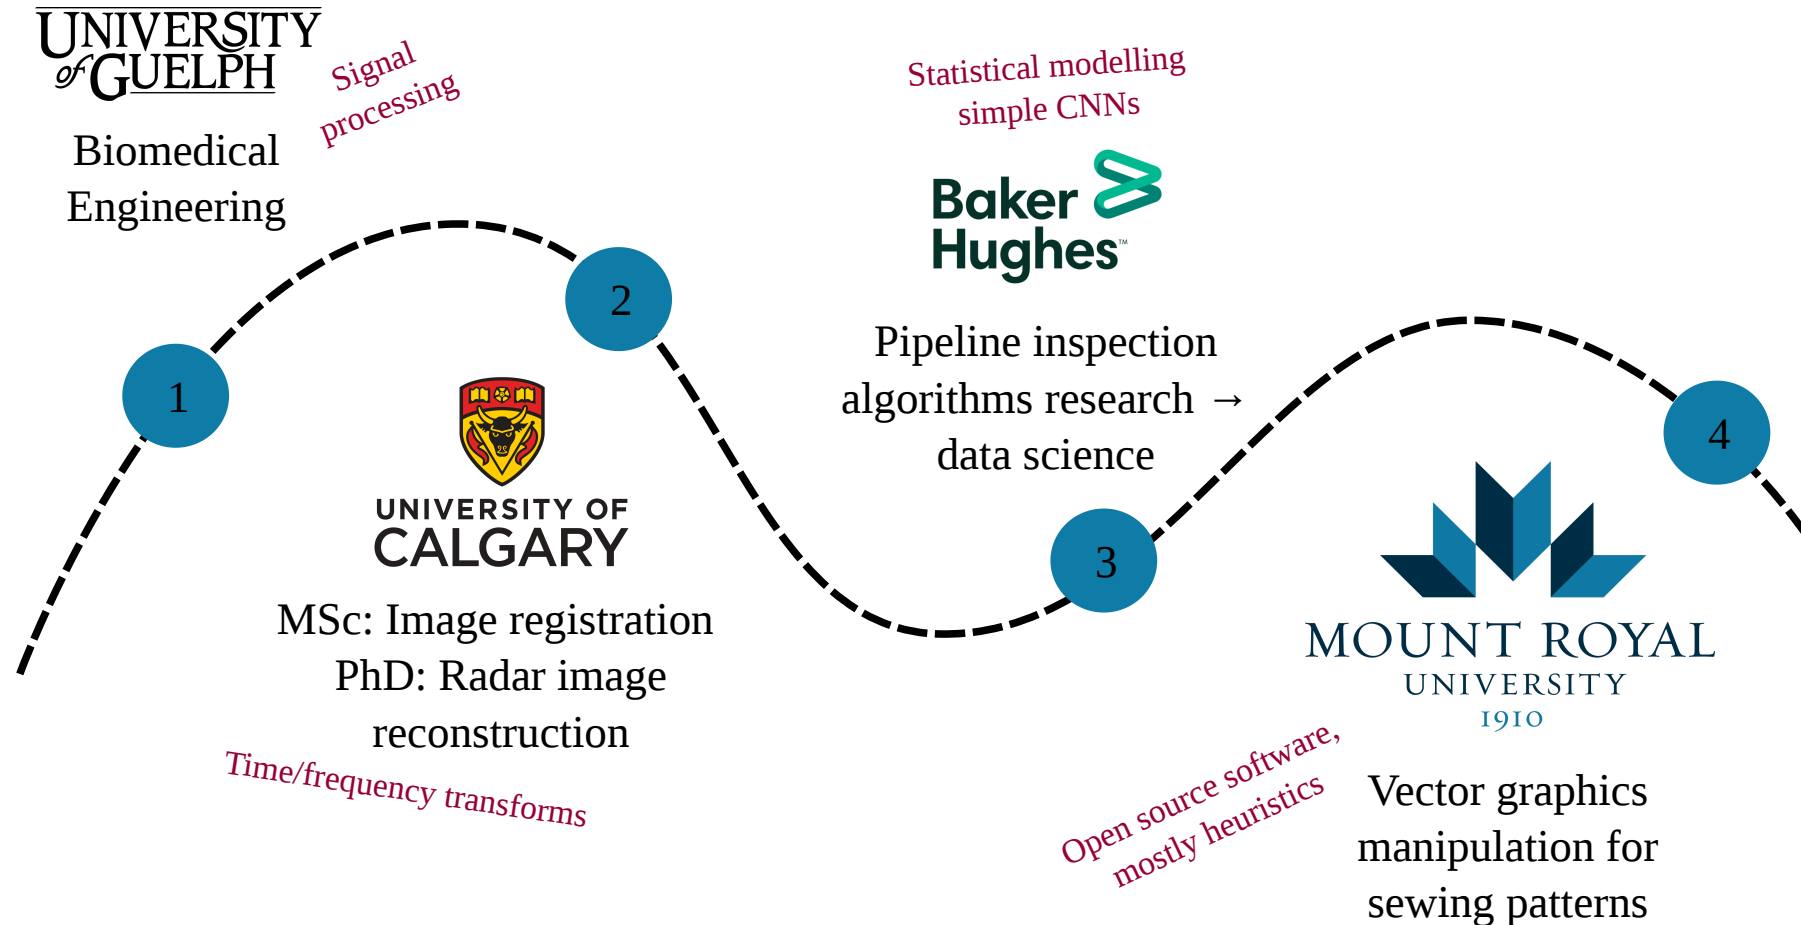 UNIVERSITY
of GUELPH
Biomedical
Engineering
Signal
processing
1
2
UNIVERSITY OF
CALGARY
MSc: Image registration
PhD: Radar image
reconstruction
Time/frequency transforms
Statistical modelling
simple CNNs
Baker
Hughes™
Pipeline inspection
algorithms research →
data science
3
4
MOUNT ROYAL
UNIVERSITY
1910
Open source software,
mostly heuristics
Vector graphics
manipulation for
sewing patterns